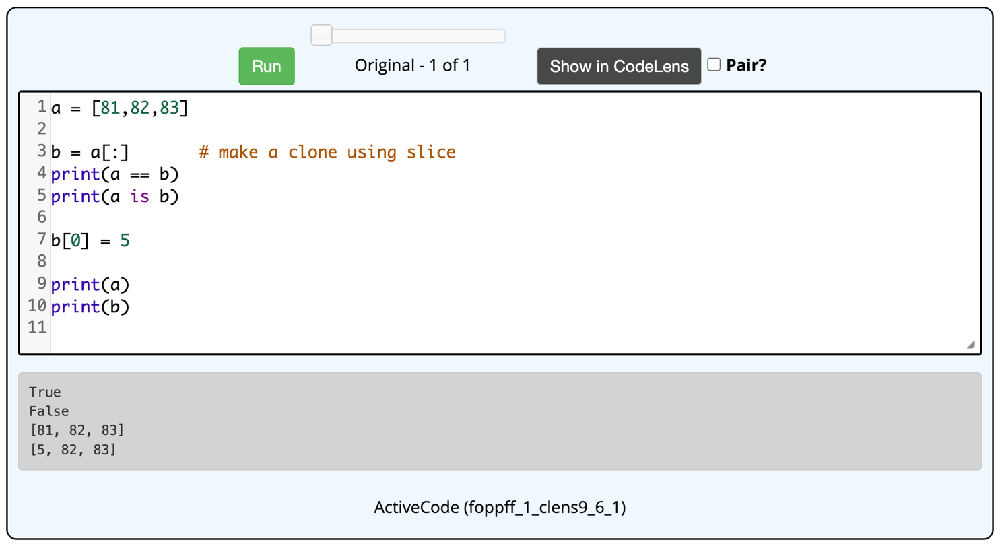 Run
Original - 1 of 1
Show in CodeLens
Pair?
1 a = [81,82,83]
2
3 b = a[:]       # make a clone using slice
4 print(a == b)
5 print(a is b)
6
7 b[0] = 5
8
9 print(a)
10 print(b)
11
True
False
[81, 82, 83]
[5, 82, 83]
ActiveCode (foppff_1_clens9_6_1)